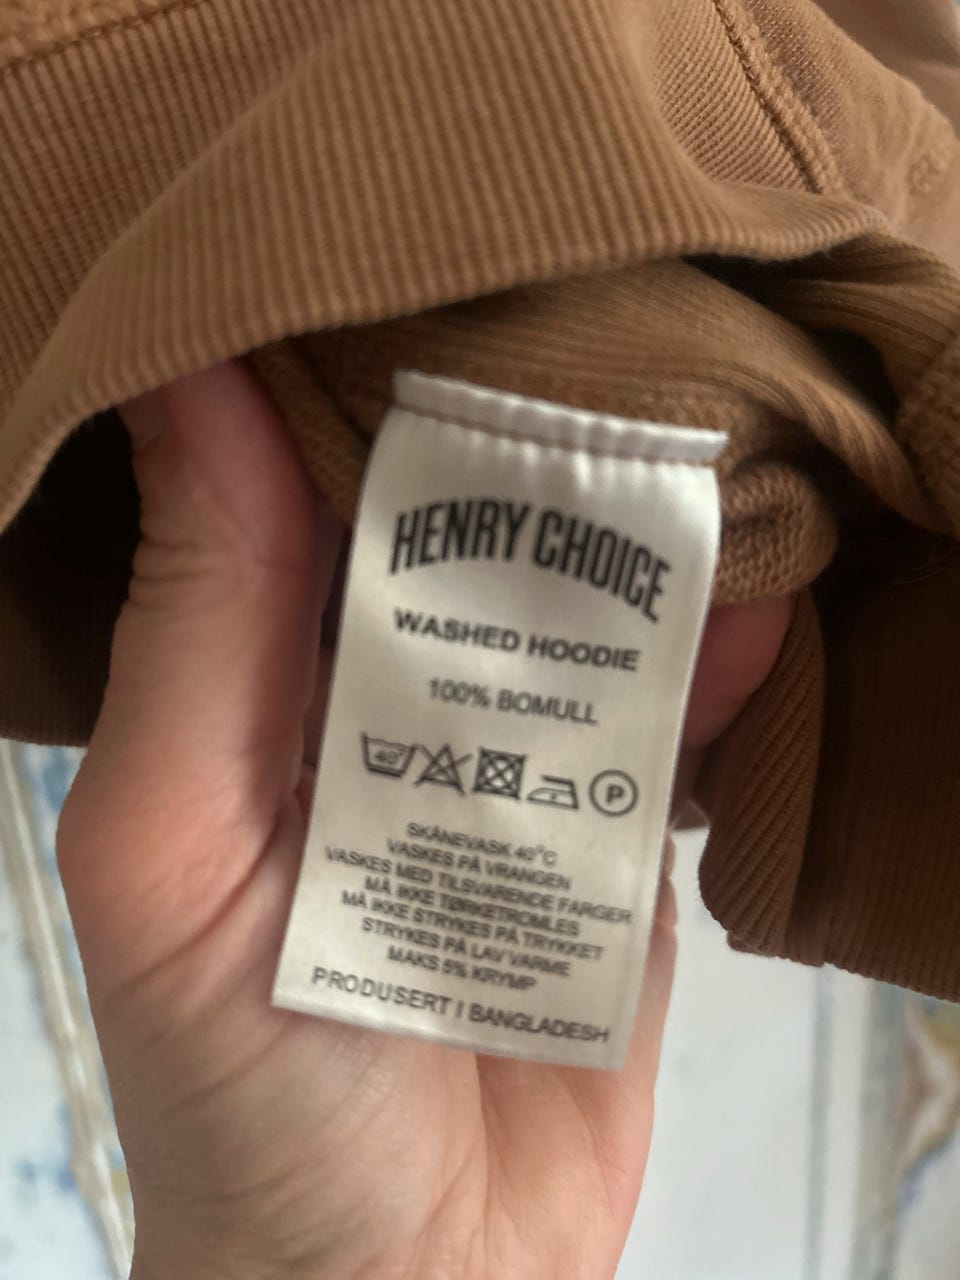 HENRY CHOICE
WASHED HOODIE
100% BOMULL
40° P
SKÅNEVASK 40°C
VASKES PÅ VRANGEN
VASKES MED TILSVARENDE FARGER
MÅ IKKE TØRKETROMLES
MÅ IKKE STRYKES PÅ TRYKKET
STRYKES PÅ LAV VARME
MAKS 5% KRYMP
PRODUSERT I BANGLADESH